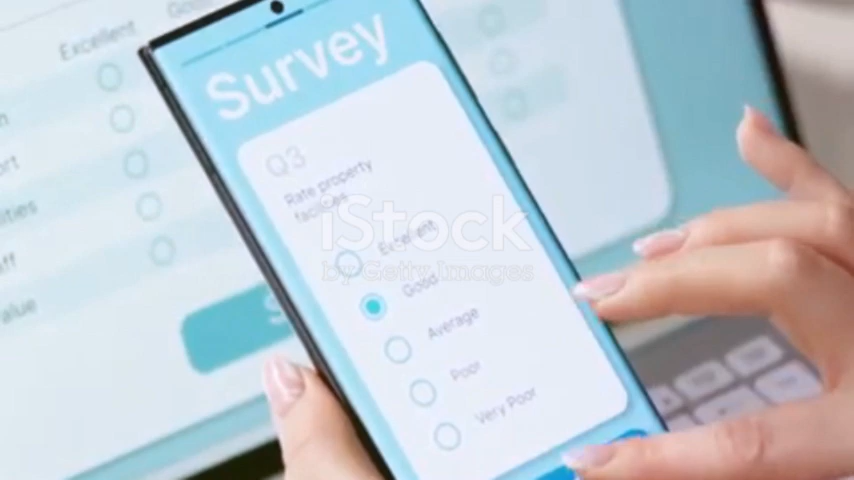 Excellent
Survey
Q3
Rate property
facilities
Excellent
Good
Average
Poor
Very Poor
iStock
by Getty Images